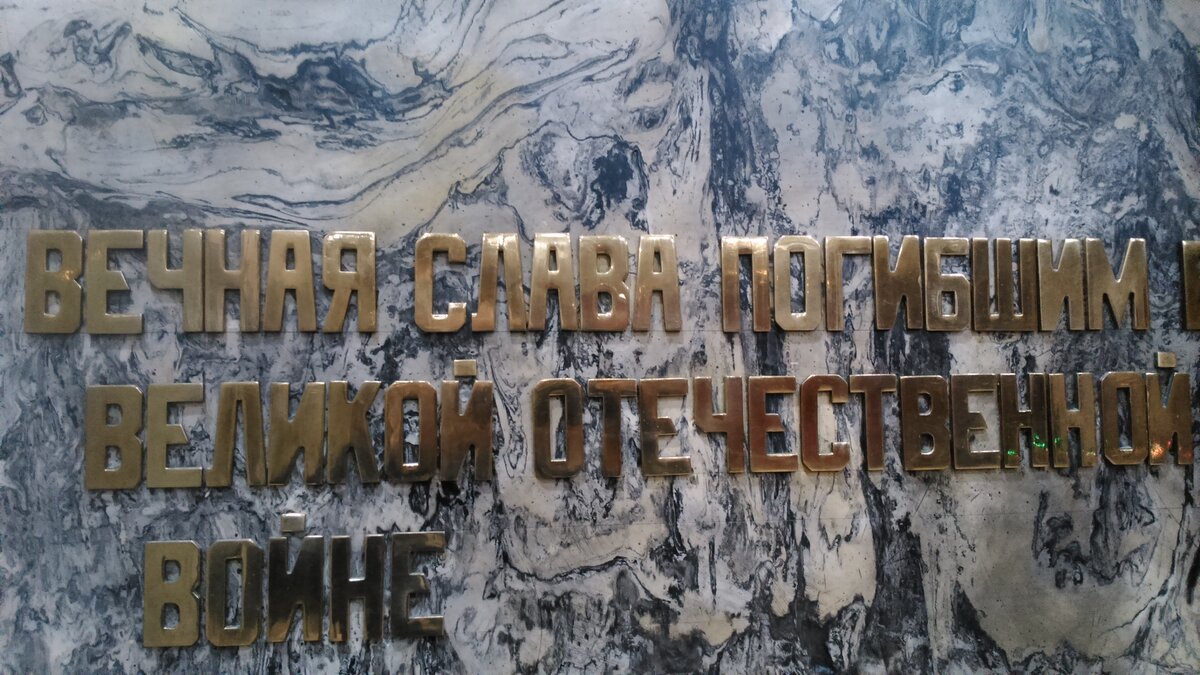 ВЕЧНАЯ СЛАВА ПОГИБШИМ В
ВЕЛИКОЙ ОТЕЧЕСТВЕННОЙ
ВОЙНЕ